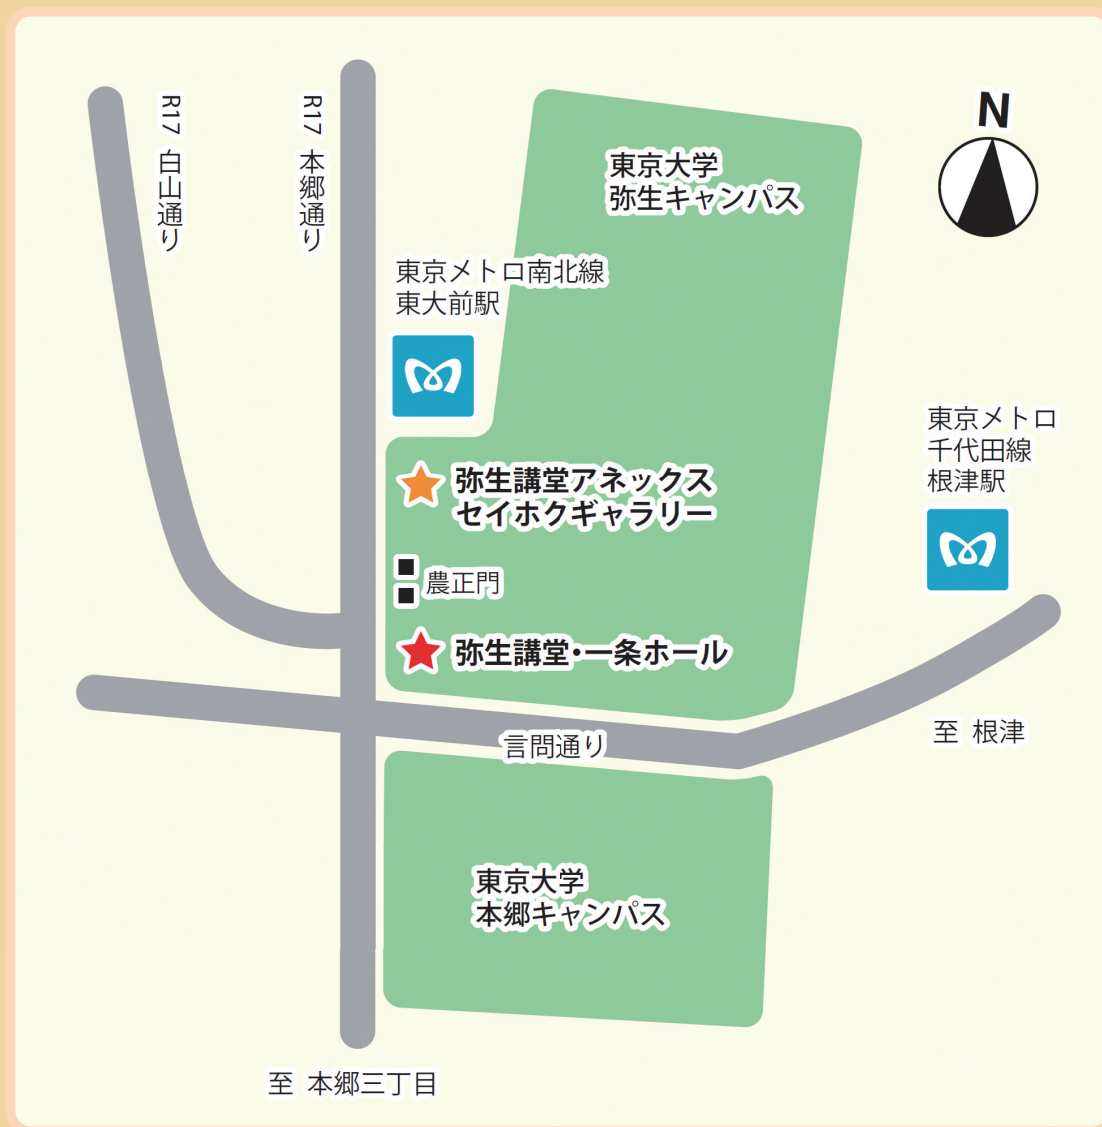 R17 白山通り
R17 本郷通り
N
東京大学
弥生キャンパス
東京メトロ南北線
東大前駅
東京メトロ
千代田線
根津駅
弥生講堂アネックス
セイホクギャラリー
農正門
弥生講堂・一条ホール
至 根津
言問通り
東京大学
本郷キャンパス
至 本郷三丁目